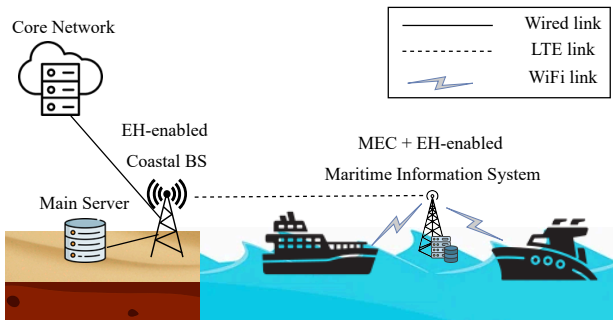 Core Network
Wired link
LTE link
WiFi link
EH-enabled
Coastal BS
MEC + EH-enabled
Maritime Information System
Main Server